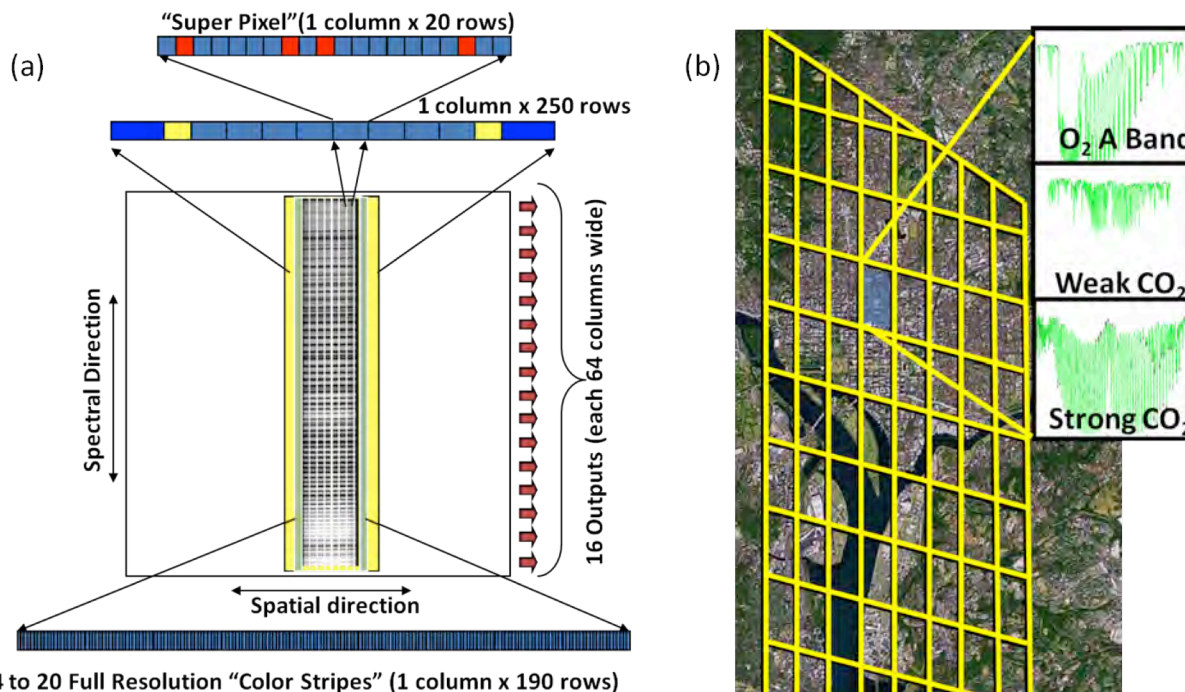 (a)
“Super Pixel”(1 column x 20 rows)
1 column x 250 rows
Spectral Direction
Spatial direction
16 Outputs (each 64 columns wide)
to 20 Full Resolution “Color Stripes” (1 column x 190 rows)
(b)
O₂ A Band
Weak CO₂
Strong CO₂